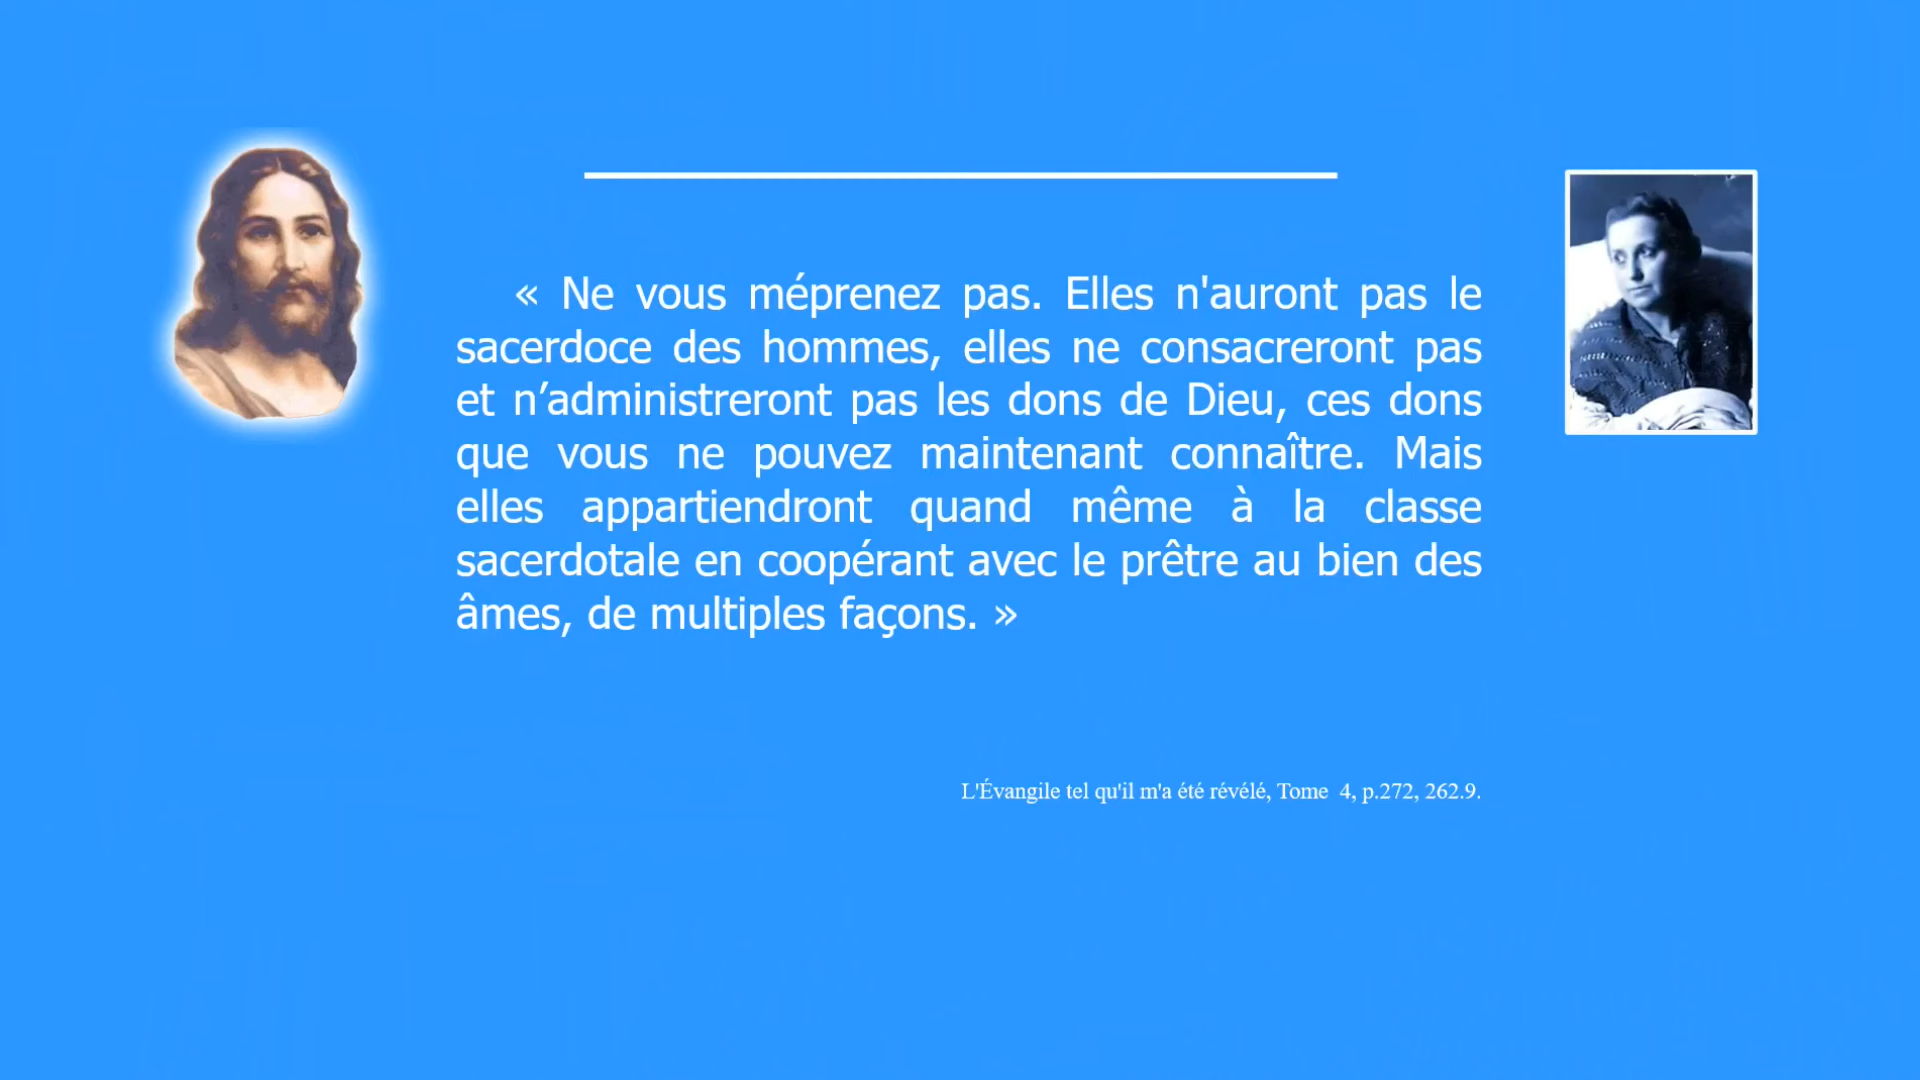 « Ne vous méprenez pas. Elles n'auront pas le
sacerdoce des hommes, elles ne consacreront pas
et n’administreront pas les dons de Dieu, ces dons
que vous ne pouvez maintenant connaître. Mais
elles appartiendront quand même à la classe
sacerdotale en coopérant avec le prêtre au bien des
âmes, de multiples façons. »
L'Évangile tel qu'il m'a été révélé, Tome  4, p.272, 262.9.